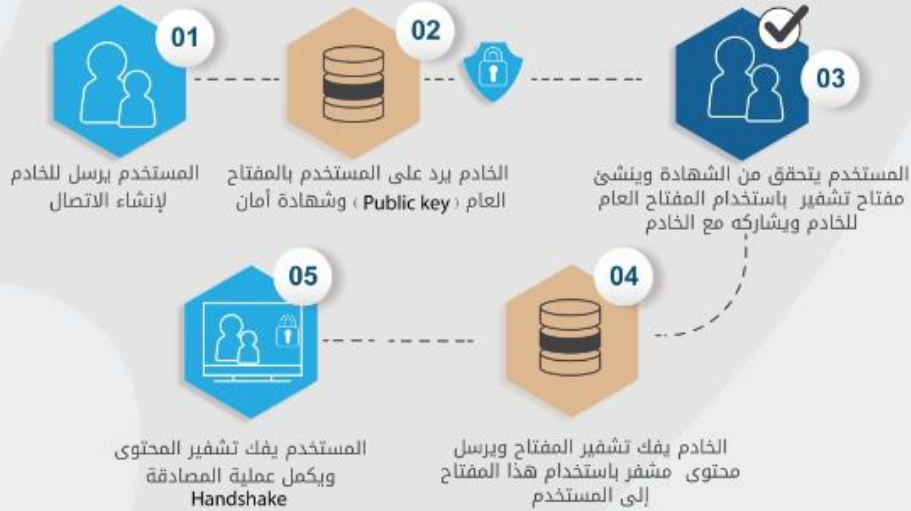 01
المستخدم يرسل للخادم
لإنشاء الاتصال
02
الخادم يرد على المستخدم بالمفتاح
العام (Public key) وشهادة أمان
03
المستخدم يتحقق من الشهادة وينشئ
مفتاح تشفير باستخدام المفتاح العام
للخادم ويشاركه مع الخادم
04
الخادم يفك تشفير المفتاح ويرسل
محتوى مشفر باستخدام هذا المفتاح
إلى المستخدم
05
المستخدم يفك تشفير المحتوى
ويكمل عملية المصادقة
Handshake